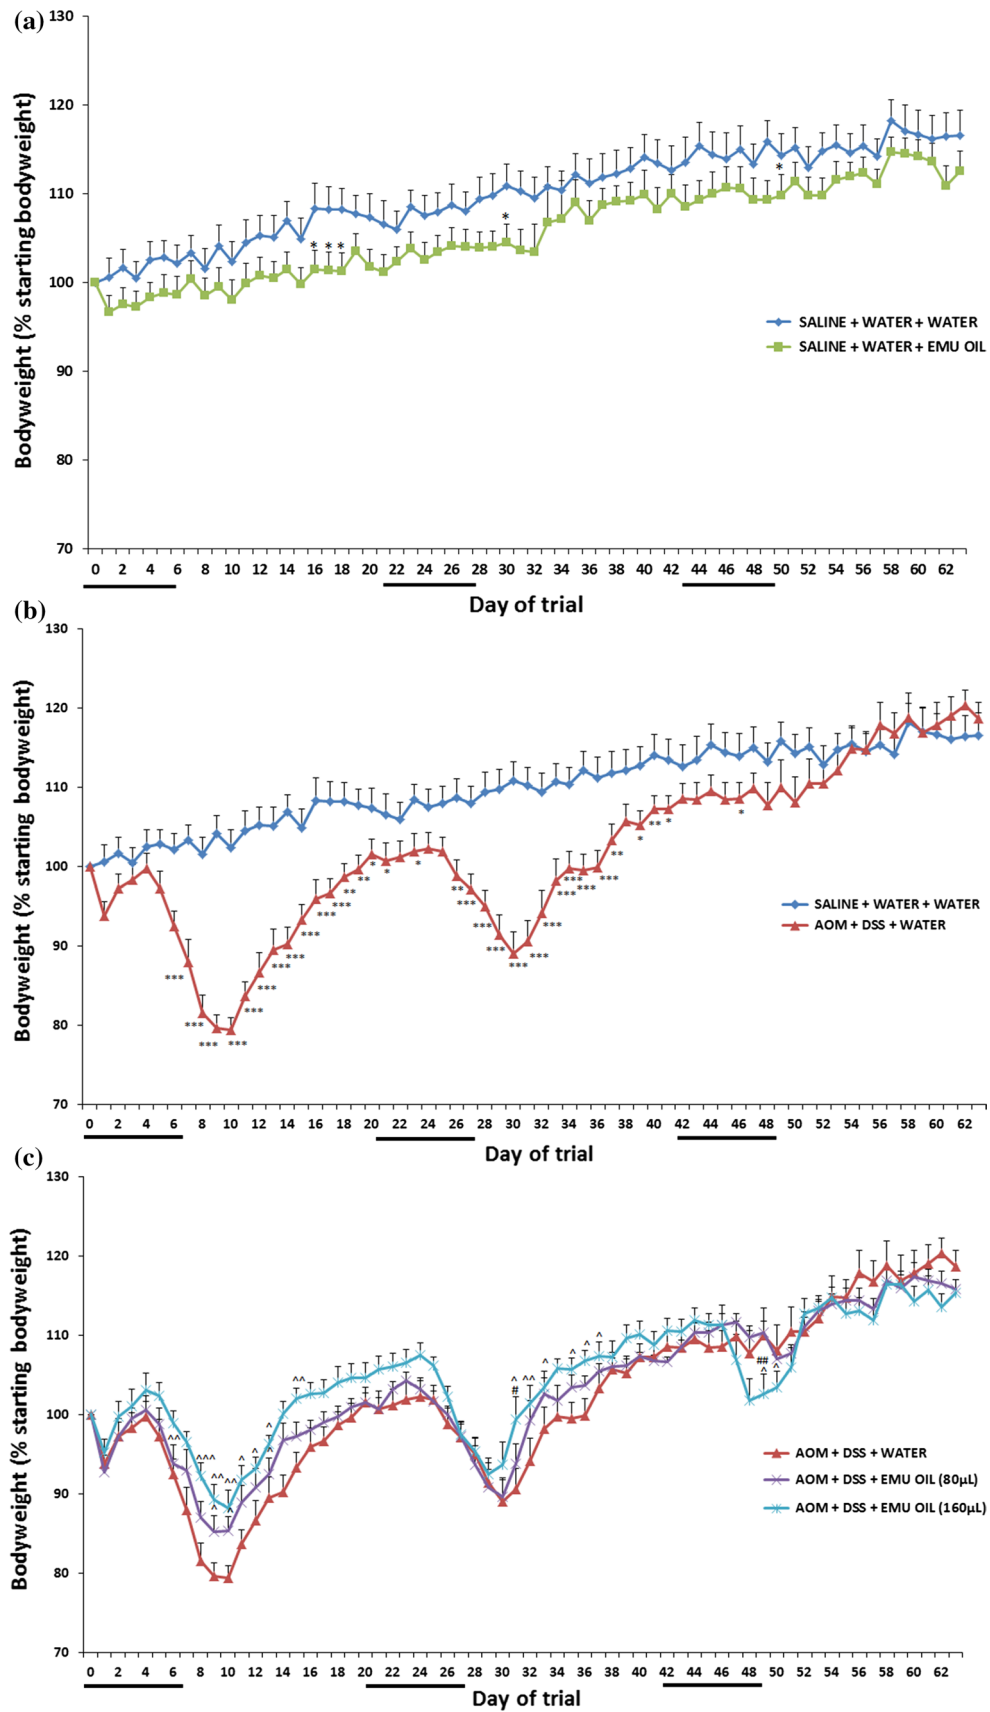 (a)
130
120
110
100
90
80
70
Bodyweight (% starting bodyweight)
* * *
*
*
SALINE + WATER + WATER
SALINE + WATER + EMU OIL
0 2 4 6 8 10 12 14 16 18 20 22 24 26 28 30 32 34 36 38 40 42 44 46 48 50 52 54 56 58 60 62
Day of trial
(b)
130
120
110
100
90
80
70
Bodyweight (% starting bodyweight)
*** *** *** *** *** *** *** *** *** *** *** ** ** * * *
** *** *** *** *** *** *** *** *** *** *** ** * ** * *
SALINE + WATER + WATER
AOM + DSS + WATER
0 2 4 6 8 10 12 14 16 18 20 22 24 26 28 30 32 34 36 38 40 42 44 46 48 50 52 54 56 58 60 62
Day of trial
(c)
130
120
110
100
90
80
70
Bodyweight (% starting bodyweight)
^^ ^^^ ^^ ^ ^^ ^ ^ ^ ^ ^ ^^
^ # ^^ ^ ^ ^ ^
## ^ ^
AOM + DSS + WATER
AOM + DSS + EMU OIL (80µL)
AOM + DSS + EMU OIL (160µL)
0 2 4 6 8 10 12 14 16 18 20 22 24 26 28 30 32 34 36 38 40 42 44 46 48 50 52 54 56 58 60 62
Day of trial